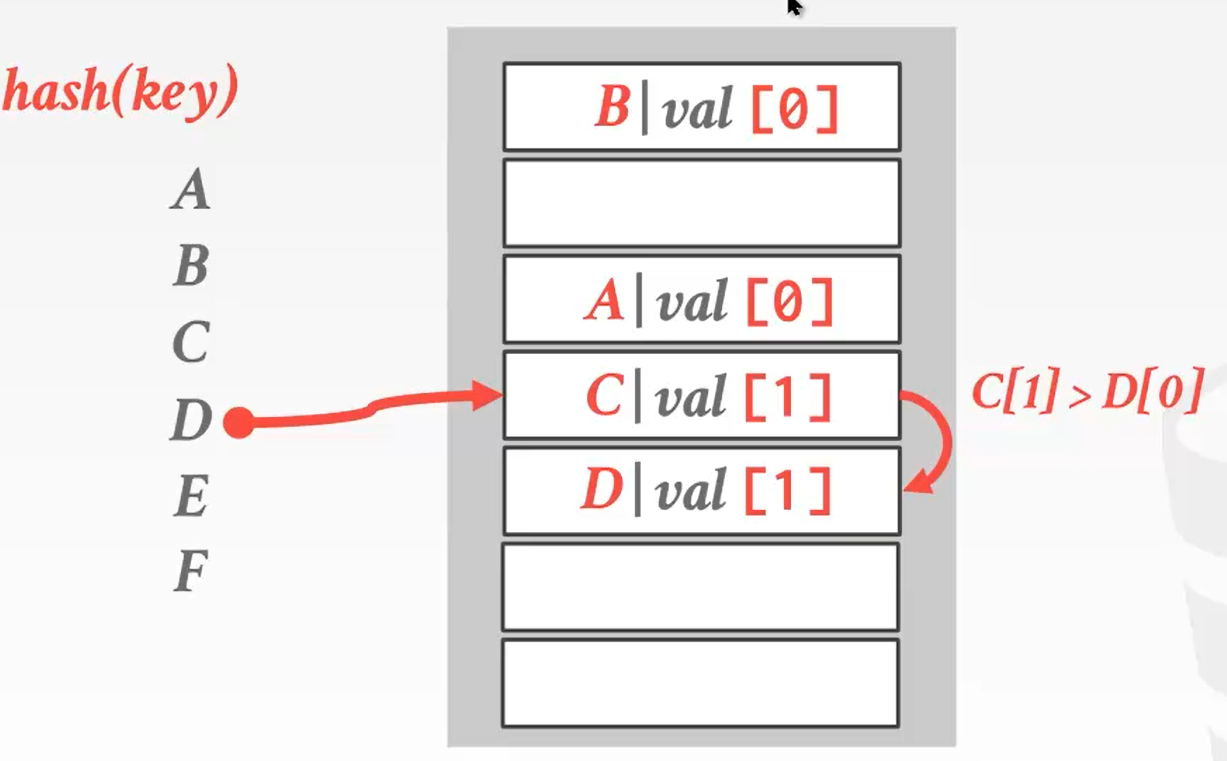 hash(key)
A
B
C
D
E
F
B|val [0]
A|val [0]
C|val [1]
D|val [1]
C[1] > D[0]